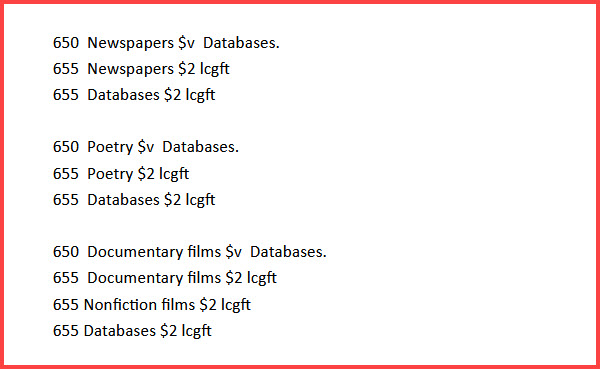 650  Newspapers $v  Databases.
655  Newspapers $2 lcgft
655  Databases $2 lcgft
650  Poetry $v  Databases.
655  Poetry $2 lcgft
655  Databases $2 lcgft
650  Documentary films $v  Databases.
655  Documentary films $2 lcgft
655 Nonfiction films $2 lcgft
655 Databases $2 lcgft